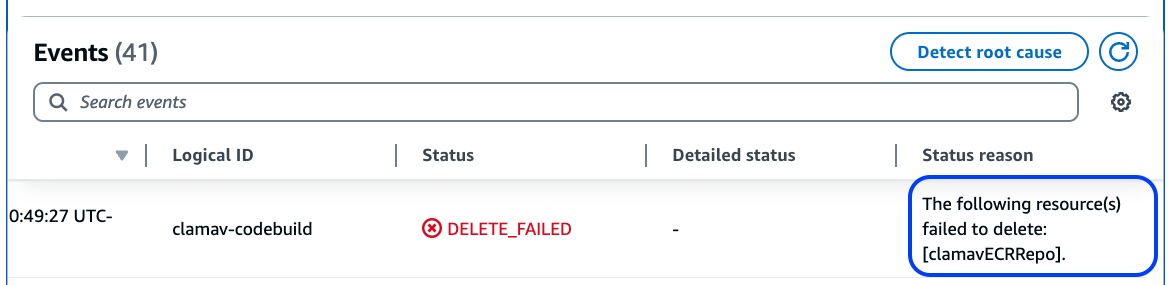 Events (41)
Detect root cause
Search events
Logical ID
Status
Detailed status
Status reason
0:49:27 UTC-
clamav-codebuild
DELETE_FAILED
-
The following resource(s)
failed to delete:
[clamavECRRepo].